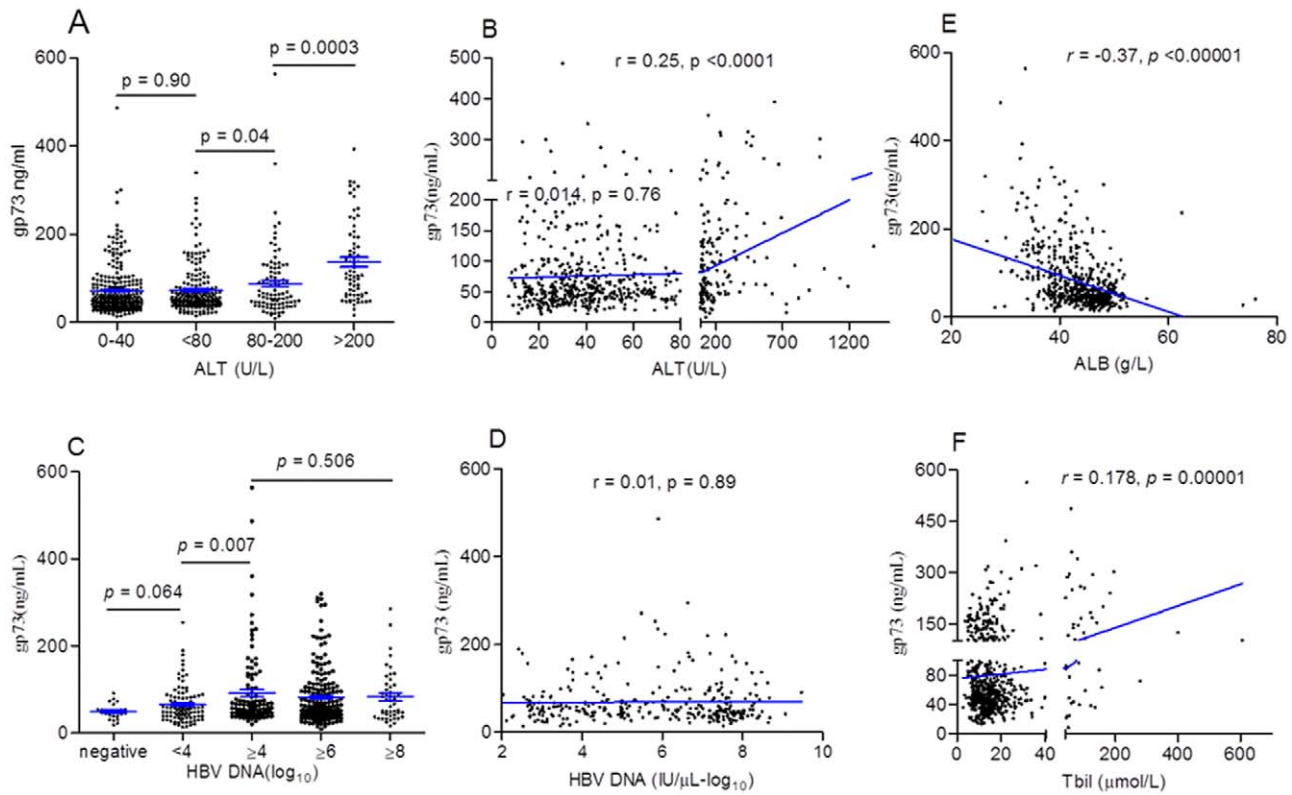 A
p = 0.0003
p = 0.90
p = 0.04
600
400
200
0
gp73 ng/ml
0-40 <80 80-200 >200
ALT (U/L)
B
r = 0.25, p <0.0001
500
400
300
r = 0.014, p = 0.76
200
150
100
50
0
gp73(ng/mL)
0 20 40 60 80 200 700 1200
ALT(U/L)
E
r = -0.37, p <0.00001
600
400
200
0
gp73(ng/mL)
20 40 60 80
ALB (g/L)
C
p = 0.506
p = 0.007
p = 0.064
600
400
200
0
gp73(ng/mL)
negative <4 ≥4 ≥6 ≥8
HBV DNA(log10)
D
r = 0.01, p = 0.89
600
400
200
0
gp73 (ng/mL)
2 4 6 8 10
HBV DNA (IU/μL-log10)
F
r = 0.178, p = 0.00001
600
450
300
150
80
40
0
gp73 (ng/mL)
0 20 40 200 400 600
Tbil (μmol/L)